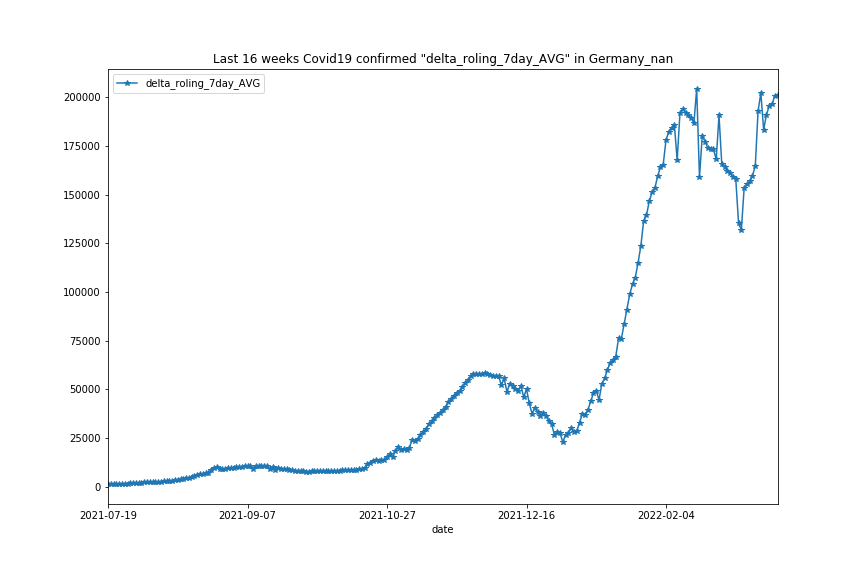 Last 16 weeks Covid19 confirmed "delta_roling_7day_AVG" in Germany_nan
delta_roling_7day_AVG
200000
175000
150000
125000
100000
75000
50000
25000
0
2021-07-19 2021-09-07 2021-10-27 2021-12-16 2022-02-04
date